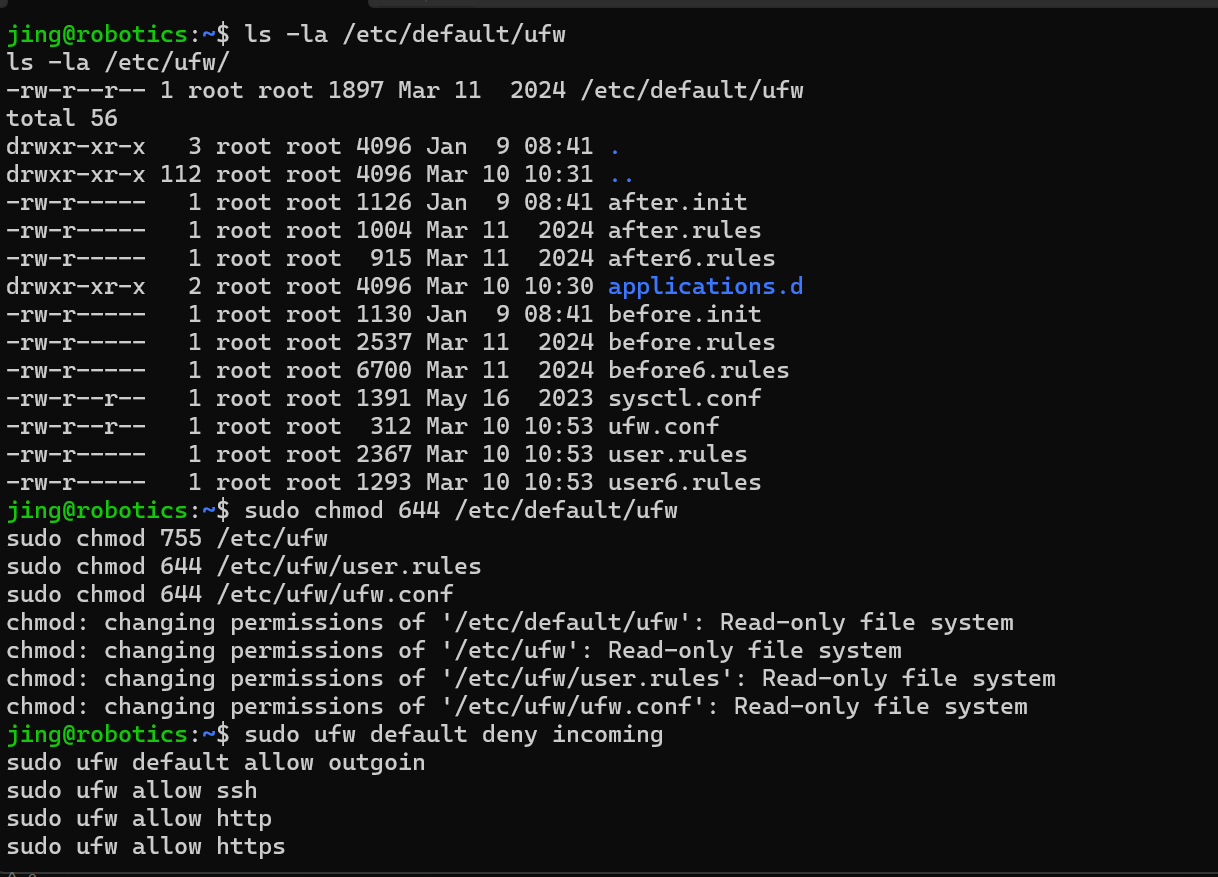 jing@robotics:~$ ls -la /etc/default/ufw
ls -la /etc/ufw/
-rw-r--r-- 1 root root 1897 Mar 11  2024 /etc/default/ufw
total 56
drwxr-xr-x   3 root root 4096 Jan  9 08:41 .
drwxr-xr-x 112 root root 4096 Mar 10 10:31 ..
-rw-r-----   1 root root 1126 Jan  9 08:41 after.init
-rw-r-----   1 root root 1004 Mar 11  2024 after.rules
-rw-r-----   1 root root  915 Mar 11  2024 after6.rules
drwxr-xr-x   2 root root 4096 Mar 10 10:30 applications.d
-rw-r-----   1 root root 1130 Jan  9 08:41 before.init
-rw-r-----   1 root root 2537 Mar 11  2024 before.rules
-rw-r-----   1 root root 6700 Mar 11  2024 before6.rules
-rw-r--r--   1 root root 1391 May 16  2023 sysctl.conf
-rw-r--r--   1 root root  312 Mar 10 10:53 ufw.conf
-rw-r-----   1 root root 2367 Mar 10 10:53 user.rules
-rw-r-----   1 root root 1293 Mar 10 10:53 user6.rules
jing@robotics:~$ sudo chmod 644 /etc/default/ufw
sudo chmod 755 /etc/ufw
sudo chmod 644 /etc/ufw/user.rules
sudo chmod 644 /etc/ufw/ufw.conf
chmod: changing permissions of '/etc/default/ufw': Read-only file system
chmod: changing permissions of '/etc/ufw': Read-only file system
chmod: changing permissions of '/etc/ufw/user.rules': Read-only file system
chmod: changing permissions of '/etc/ufw/ufw.conf': Read-only file system
jing@robotics:~$ sudo ufw default deny incoming
sudo ufw default allow outgoin
sudo ufw allow ssh
sudo ufw allow http
sudo ufw allow https